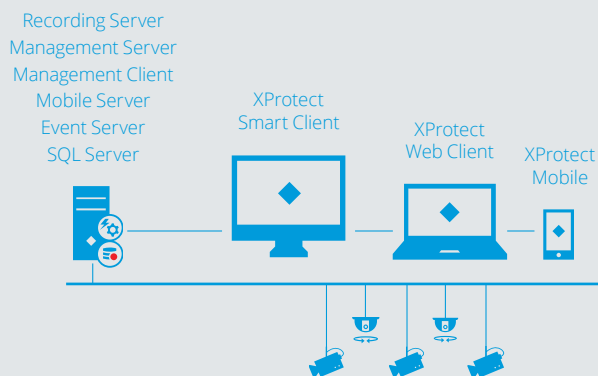 Recording Server
Management Server
Management Client
Mobile Server
Event Server
SQL Server
XProtect
Smart Client
XProtect
Web Client
XProtect
Mobile